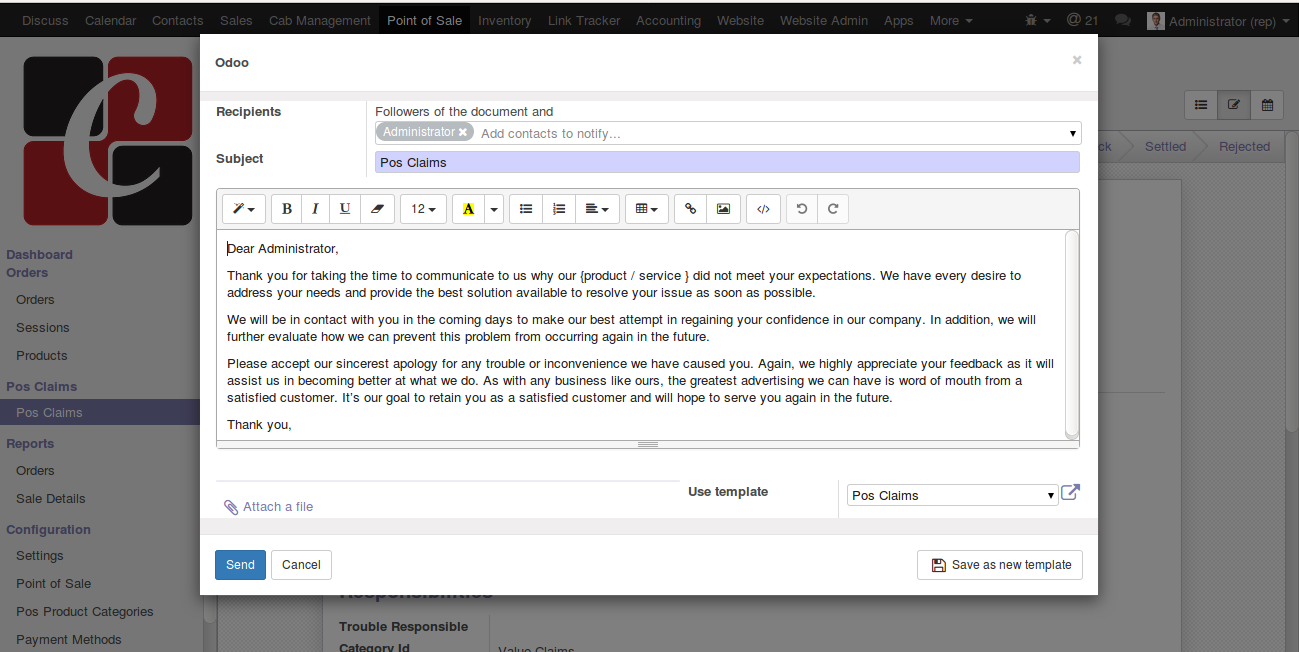 Discuss Calendar Contacts Sales Cab Management Point of Sale Inventory Link Tracker Accounting Website Website Admin Apps More @ 21 Administrator (rep)
C
Dashboard
Orders
Orders
Sessions
Products
Pos Claims
Pos Claims
Reports
Orders
Sale Details
Configuration
Settings
Point of Sale
Pos Product Categories
Payment Methods
Odoo ×
Recipients
Followers of the document and
Administrator × Add contacts to notify...
Subject Pos Claims
B I U 12 A
Dear Administrator,
Thank you for taking the time to communicate to us why our {product / service } did not meet your expectations. We have every desire to
address your needs and provide the best solution available to resolve your issue as soon as possible.
We will be in contact with you in the coming days to make our best attempt in regaining your confidence in our company. In addition, we will
further evaluate how we can prevent this problem from occurring again in the future.
Please accept our sincerest apology for any trouble or inconvenience we have caused you. Again, we highly appreciate your feedback as it will
assist us in becoming better at what we do. As with any business like ours, the greatest advertising we can have is word of mouth from a
satisfied customer. It's our goal to retain you as a satisfied customer and will hope to serve you again in the future.
Thank you,
Attach a file
Use template Pos Claims
Send Cancel Save as new template
ck Settled Rejected
Responsibilities
Trouble Responsible
Category Id Value Claims